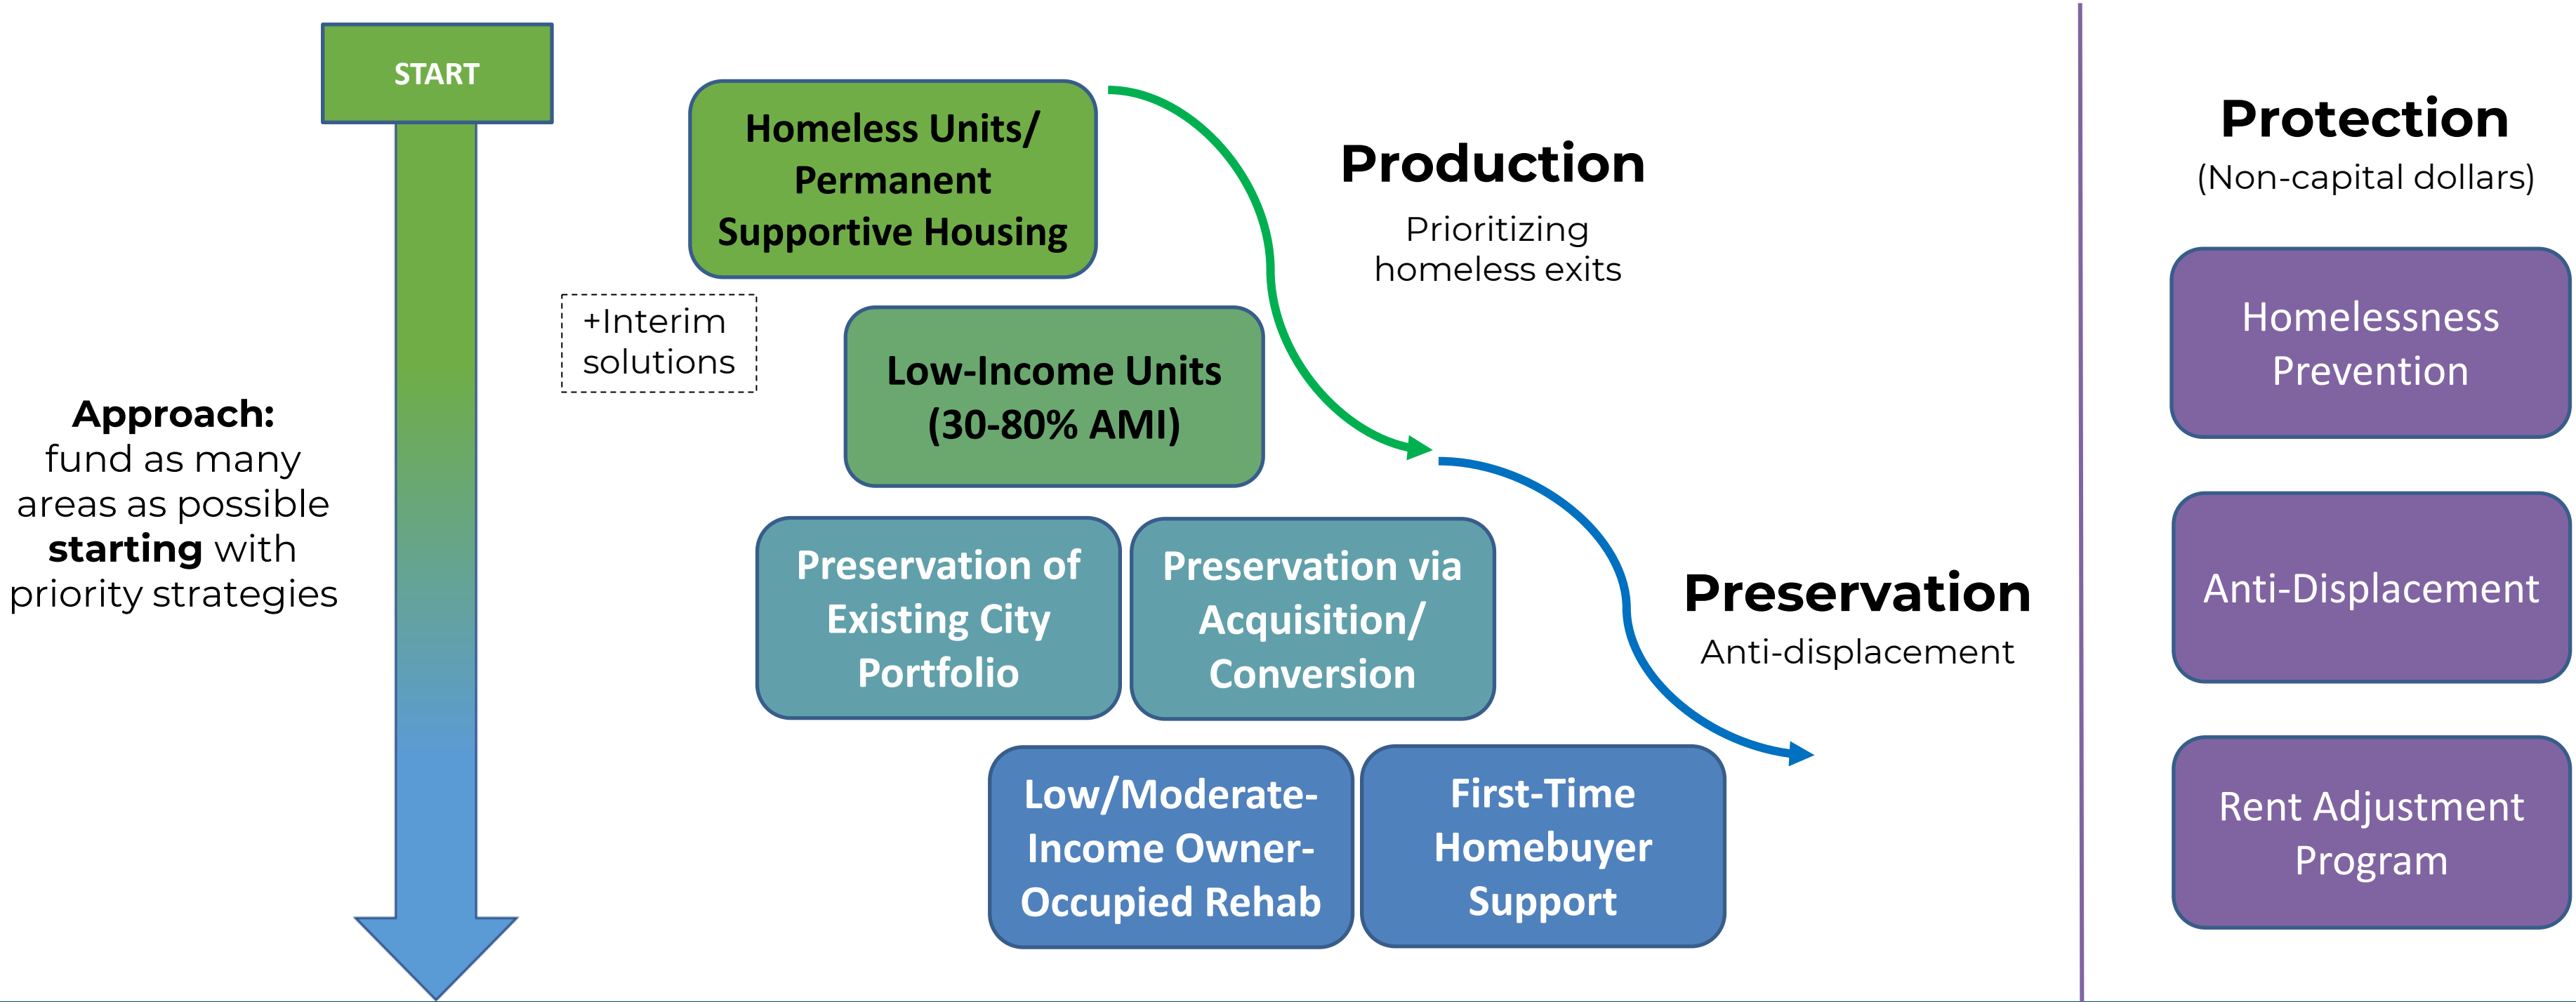 START
Approach:
fund as many
areas as possible
starting with
priority strategies
Homeless Units/
Permanent
Supportive Housing
+Interim
solutions
Low-Income Units
(30-80% AMI)
Production
Prioritizing
homeless exits
Preservation of
Existing City
Portfolio
Preservation via
Acquisition/
Conversion
Preservation
Anti-displacement
Low/Moderate-
Income Owner-
Occupied Rehab
First-Time
Homebuyer
Support
Protection
(Non-capital dollars)
Homelessness
Prevention
Anti-Displacement
Rent Adjustment
Program